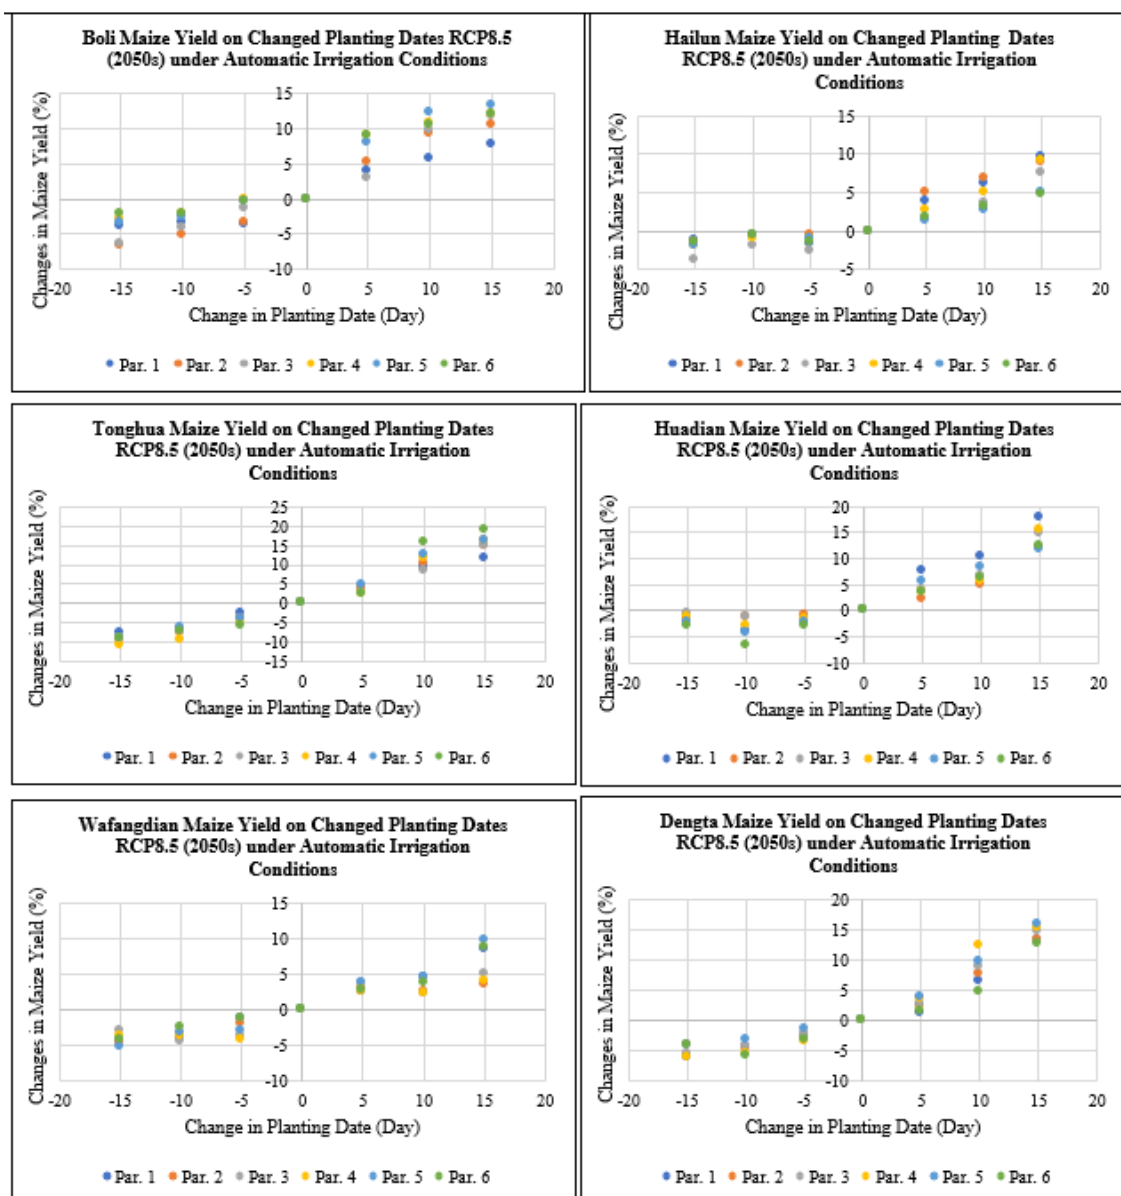 Boli Maize Yield on Changed Planting Dates RCP8.5
(2050s) under Automatic Irrigation Conditions
Changes in Maize Yield (%)
15
10
5
0
-5
-10
-20 -15 -10 -5 0 5 10 15 20
Change in Planting Date (Day)
Par. 1 Par. 2 Par. 3 Par. 4 Par. 5 Par. 6
Hailun Maize Yield on Changed Planting Dates
RCP8.5 (2050s) under Automatic Irrigation
Conditions
Changes in Maize Yield (%)
15
10
5
0
-5
-20 -15 -10 -5 0 5 10 15 20
Change in Planting Date (Day)
Par. 1 Par. 2 Par. 3 Par. 4 Par. 5 Par. 6
Tonghua Maize Yield on Changed Planting Dates
RCP8.5 (2050s) under Automatic Irrigation
Conditions
Changes in Maize Yield (%)
25
20
15
10
5
0
-5
-10
-15
-20 -15 -10 -5 0 5 10 15 20
Change in Planting Date (Day)
Par. 1 Par. 2 Par. 3 Par. 4 Par. 5 Par. 6
Huadian Maize Yield on Changed Planting Dates
RCP8.5 (2050s) under Automatic Irrigation
Conditions
Changes in Maize Yield (%)
20
15
10
5
0
-5
-10
-20 -15 -10 -5 0 5 10 15 20
Change in Planting Date (Day)
Par. 1 Par. 2 Par. 3 Par. 4 Par. 5 Par. 6
Wafangdian Maize Yield on Changed Planting Dates
RCP8.5 (2050s) under Automatic Irrigation
Conditions
Changes in Maize Yield (%)
15
10
5
0
-5
-10
-20 -15 -10 -5 0 5 10 15 20
Change in Planting Date (Day)
Par. 1 Par. 2 Par. 3 Par. 4 Par. 5 Par. 6
Dengta Maize Yield on Changed Planting Dates
RCP8.5 (2050s) under Automatic Irrigation
Conditions
Changes in Maize Yield (%)
20
15
10
5
0
-5
-10
-20 -15 -10 -5 0 5 10 15 20
Change in Planting Date (Day)
Par. 1 Par. 2 Par. 3 Par. 4 Par. 5 Par. 6